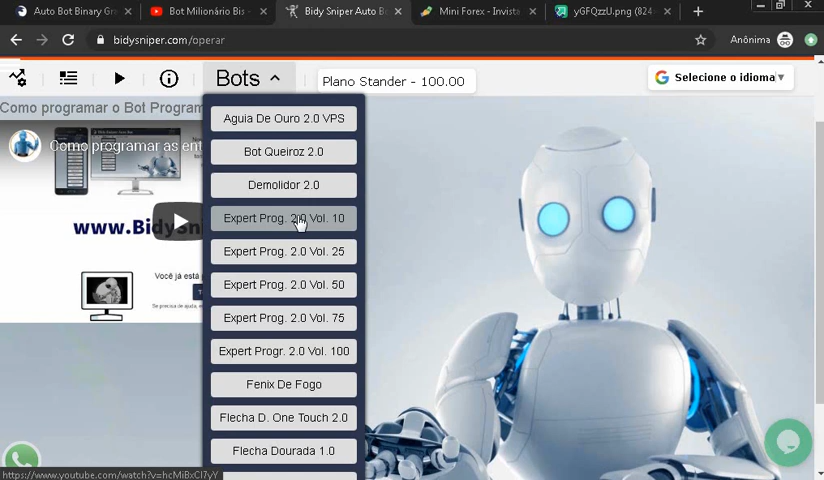 Auto Bot Binary Gra
Bot Milionário Bis -
Bidy Sniper Auto Bo
Mini Forex - Invista
yGFQzzU.png (824×
bidysniper.com/operar
Anônima
Bots
Plano Stander - 100.00
Selecione o idioma▼
Como programar o Bot Program
Como programar as ent
www.BidySni
Você já está
Aguia De Ouro 2.0 VPS
Bot Queiroz 2.0
Demolidor 2.0
Expert Prog. 2.0 Vol. 10
Expert Prog. 2.0 Vol. 25
Expert Prog. 2.0 Vol. 50
Expert Prog. 2.0 Vol. 75
Expert Progr. 2.0 Vol. 100
Fenix De Fogo
Flecha D. One Touch 2.0
Flecha Dourada 1.0
https://www.youtube.com/watch?v=hcMiBxCl7yY